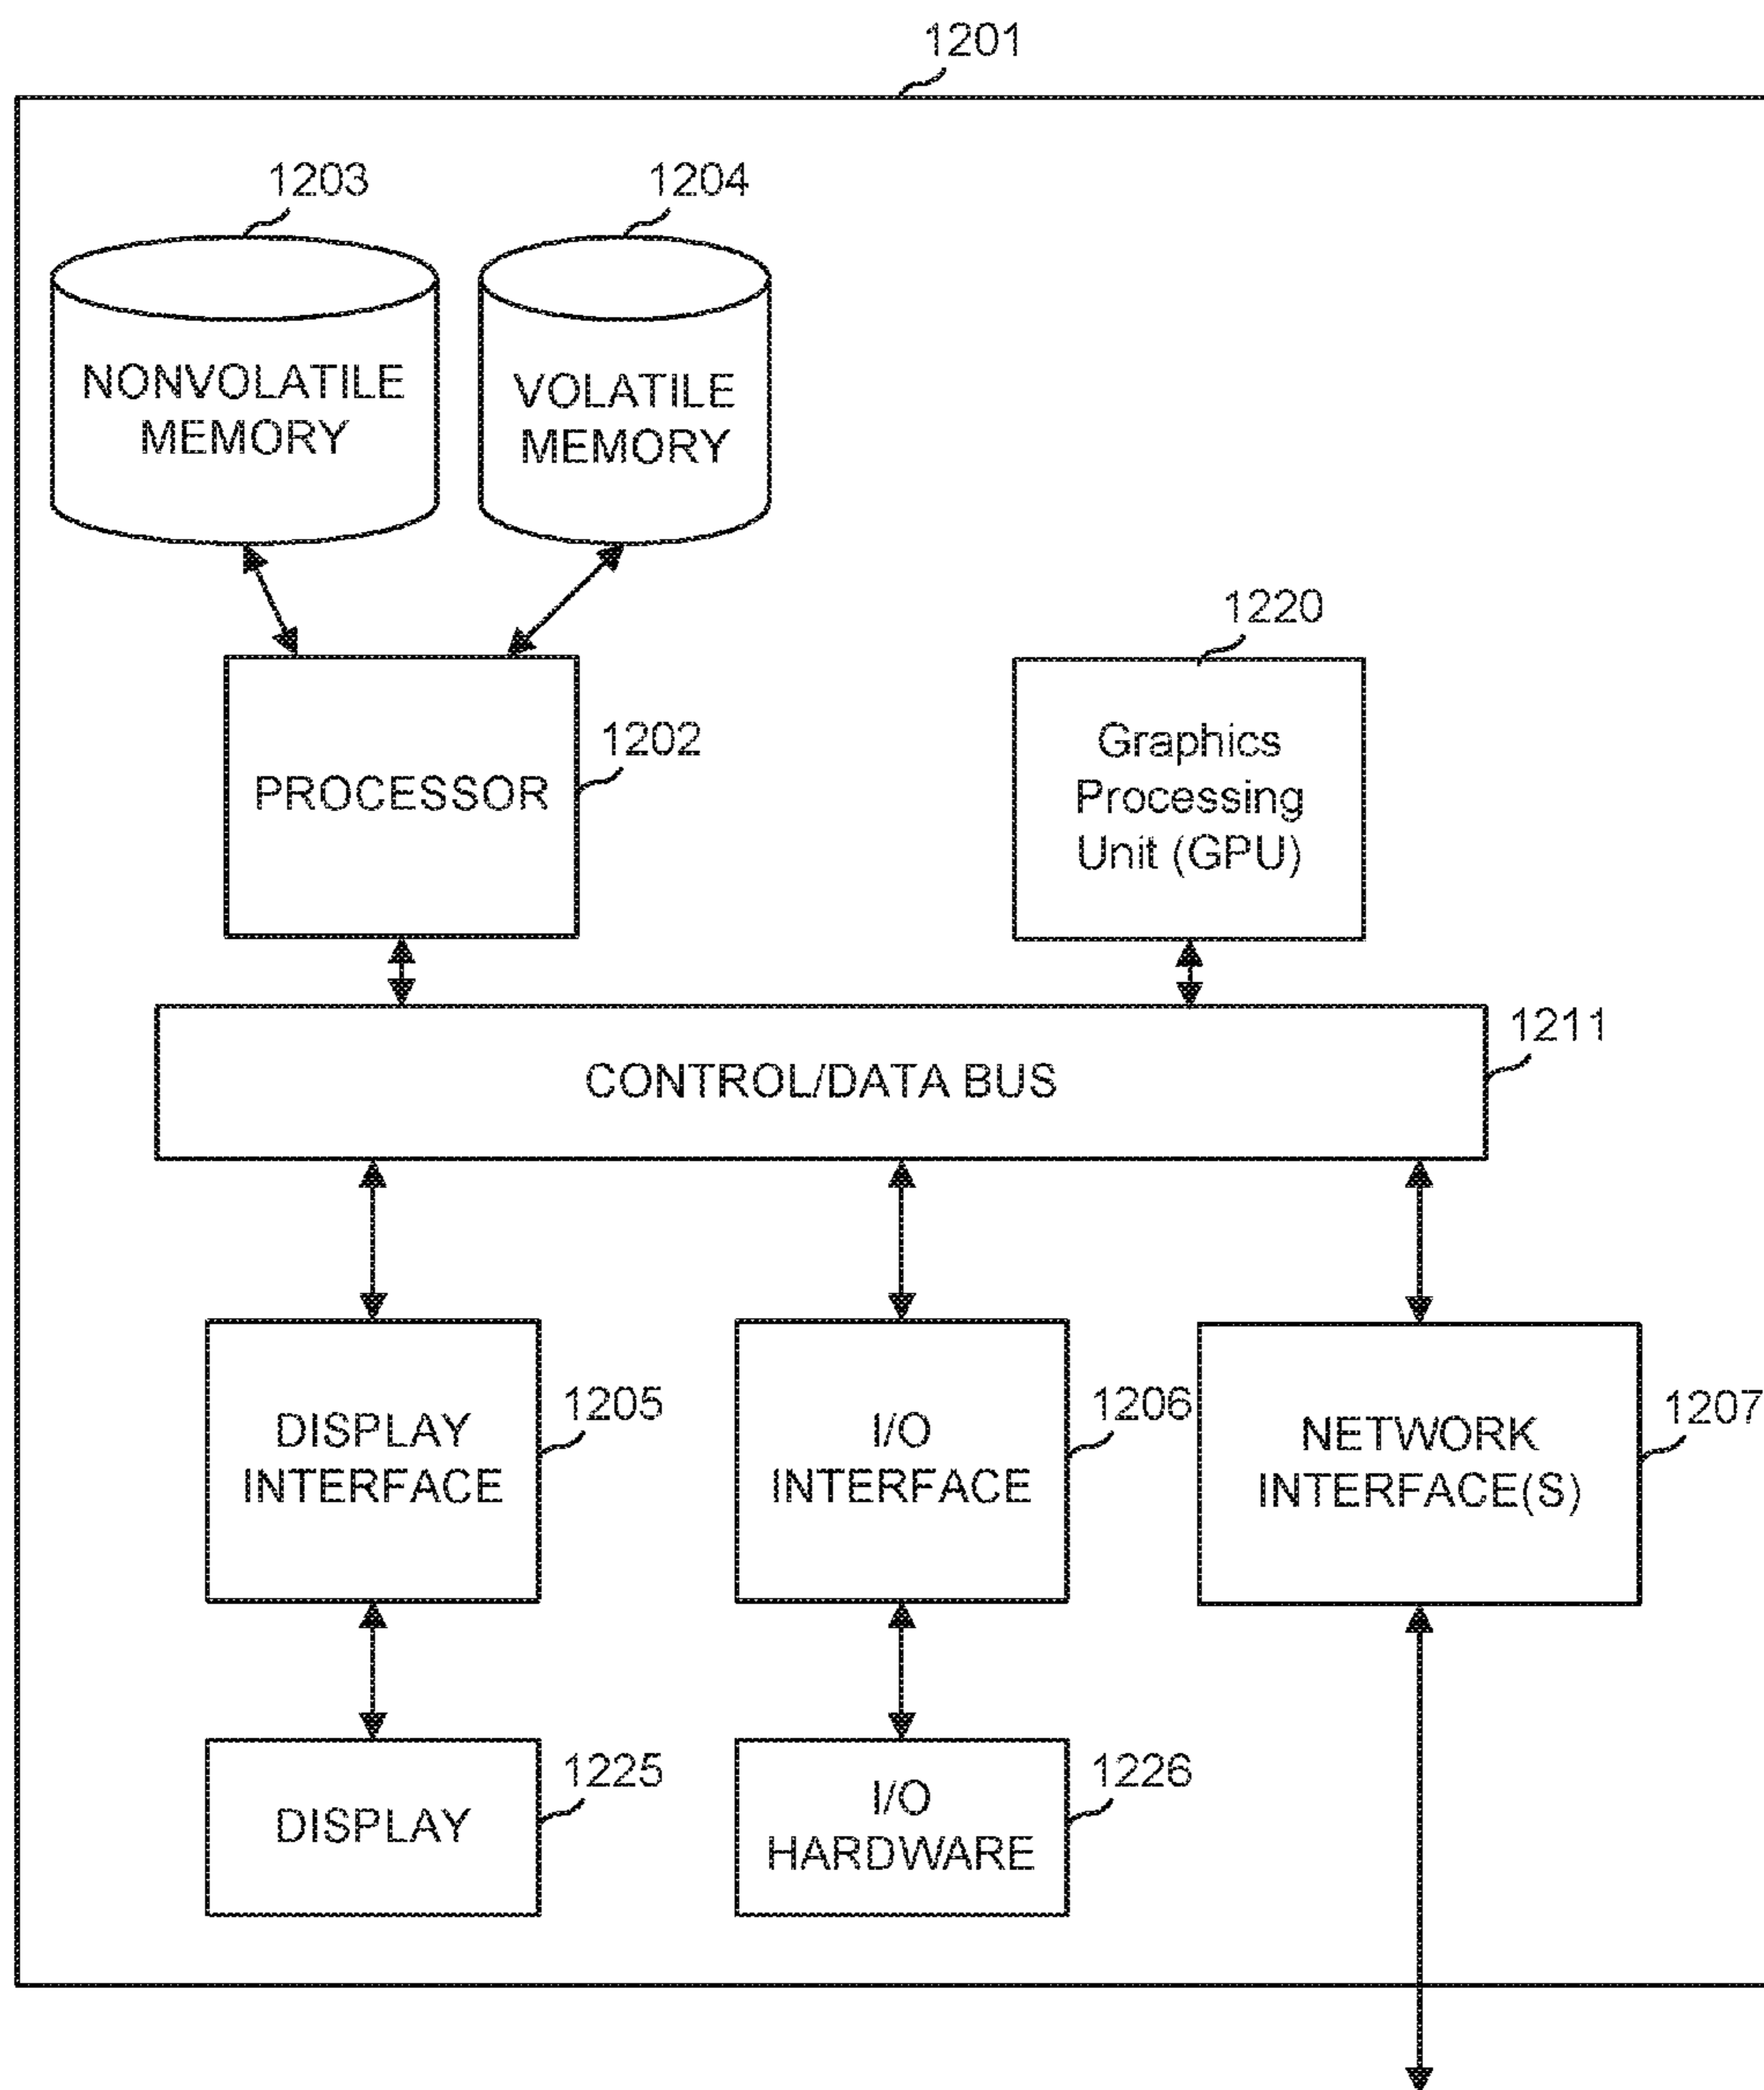 1201
1203
1204
NONVOLATILE
MEMORY
VOLATILE
MEMORY
1220
1202
PROCESSOR
Graphics
Processing
Unit (GPU)
1211
CONTROL/DATA BUS
1205
DISPLAY
INTERFACE
1206
I/O
INTERFACE
1207
NETWORK
INTERFACE(S)
1225
DISPLAY
1226
I/O
HARDWARE